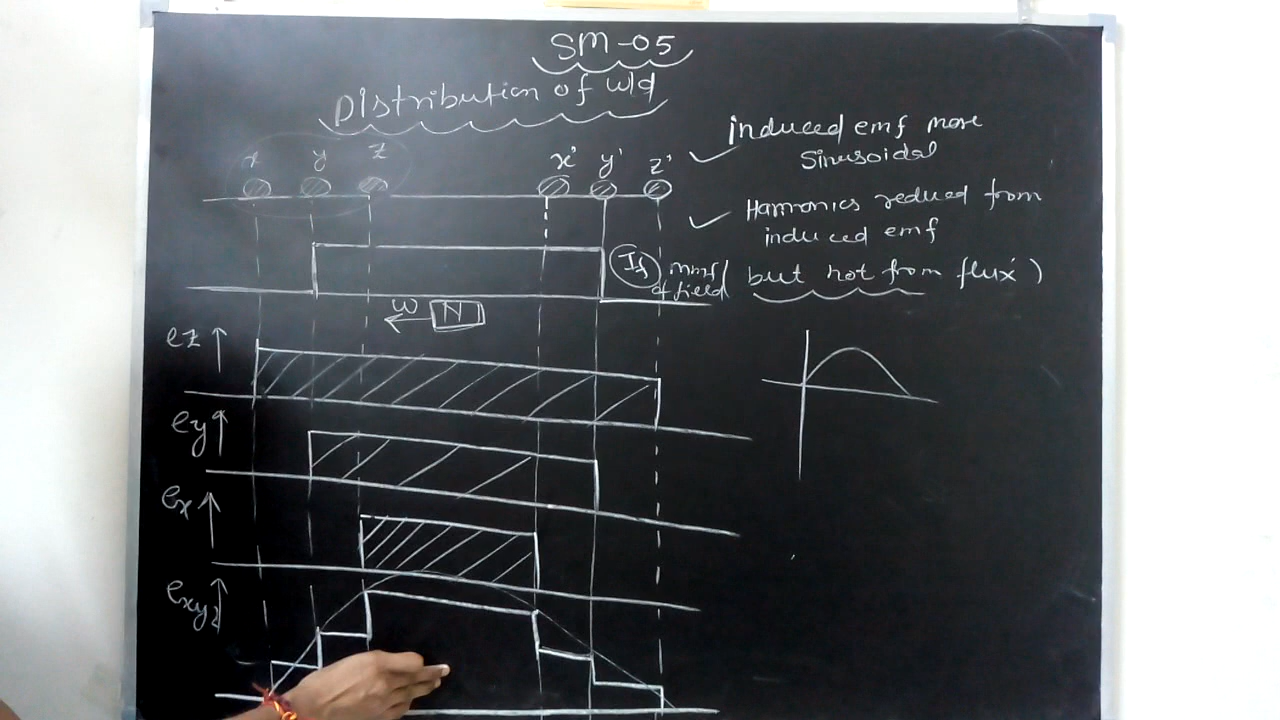 SM-05
Distribution of wdg
induced emf more
sinusoidal
x y z x' y' z'
Harmonics reduced from
induced emf
If mmf (but not from flux)
of field
ω N
ez
ey
ex
exyz